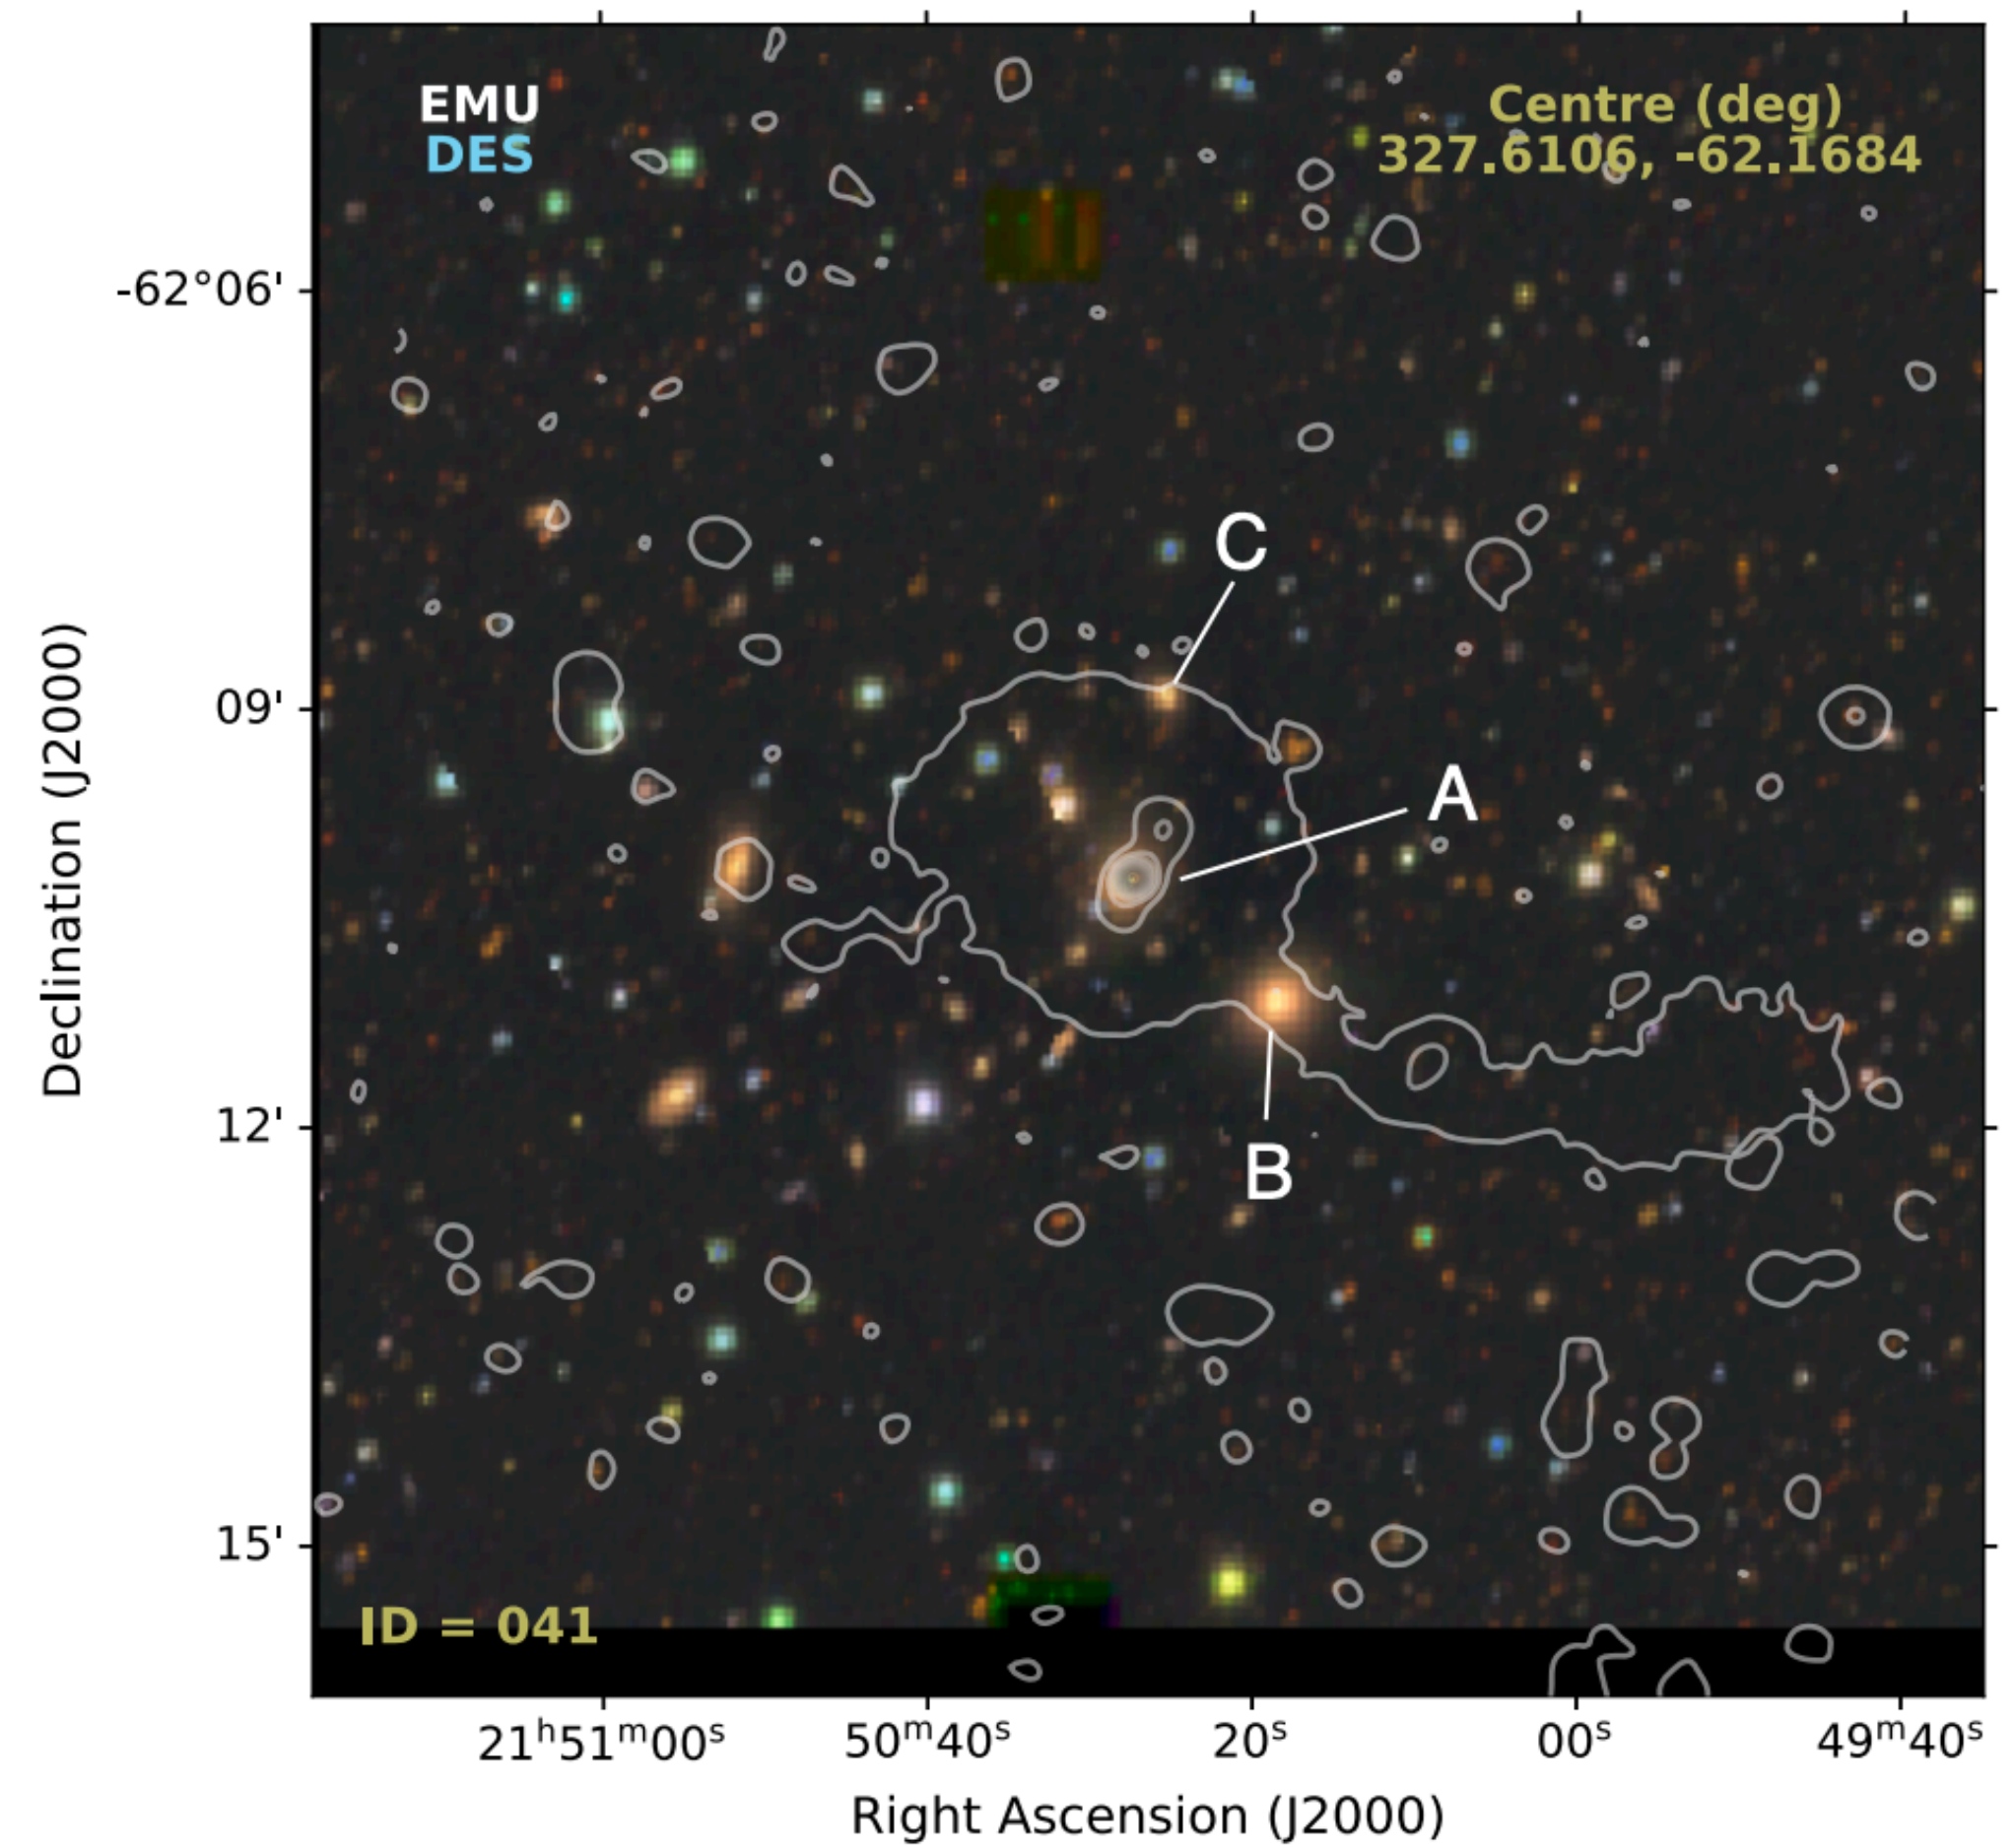 EMU
DES
Centre (deg)
327.6106, -62.1684
-62°06'
C
09'
A
Declination (J2000)
12'
B
15'
ID = 041
21ʰ51ᵐ00ˢ 50ᵐ40ˢ 20ˢ 00ˢ 49ᵐ40ˢ
Right Ascension (J2000)